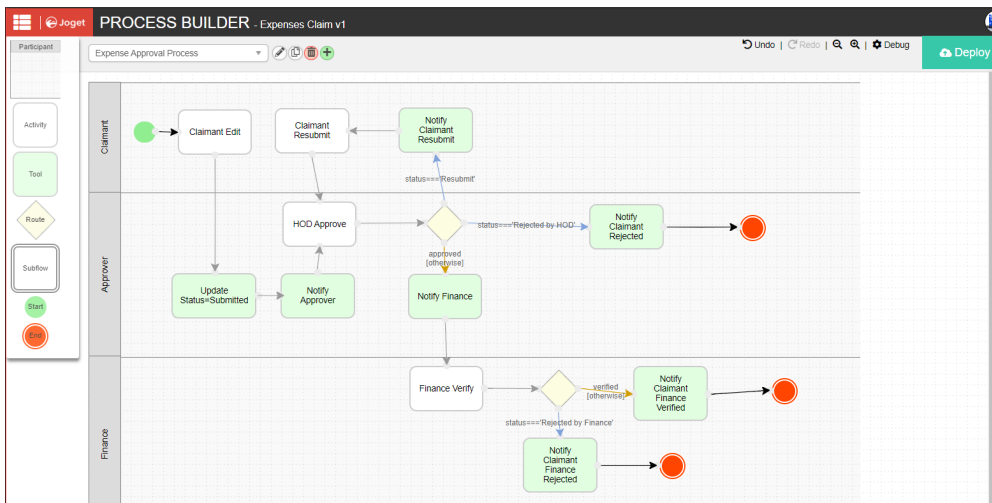 Joget
PROCESS BUILDER - Expenses Claim v1
Participant
Expense Approval Process
Undo | Redo | | Debug
Deploy
Activity
Tool
Route
Subflow
Start
End
Claimant
Claimant Edit
Claimant
Resubmit
Notify
Claimant
Resubmit
status==='Resubmit'
Approver
HOD Approve
status==='Rejected by HOD'
Notify
Claimant
Rejected
approved
[otherwise]
Update
Status=Submitted
Notify
Approver
Notify Finance
Finance
Finance Verify
verified
[otherwise]
Notify
Claimant
Finance
Verified
status==='Rejected by Finance'
Notify
Claimant
Finance
Rejected